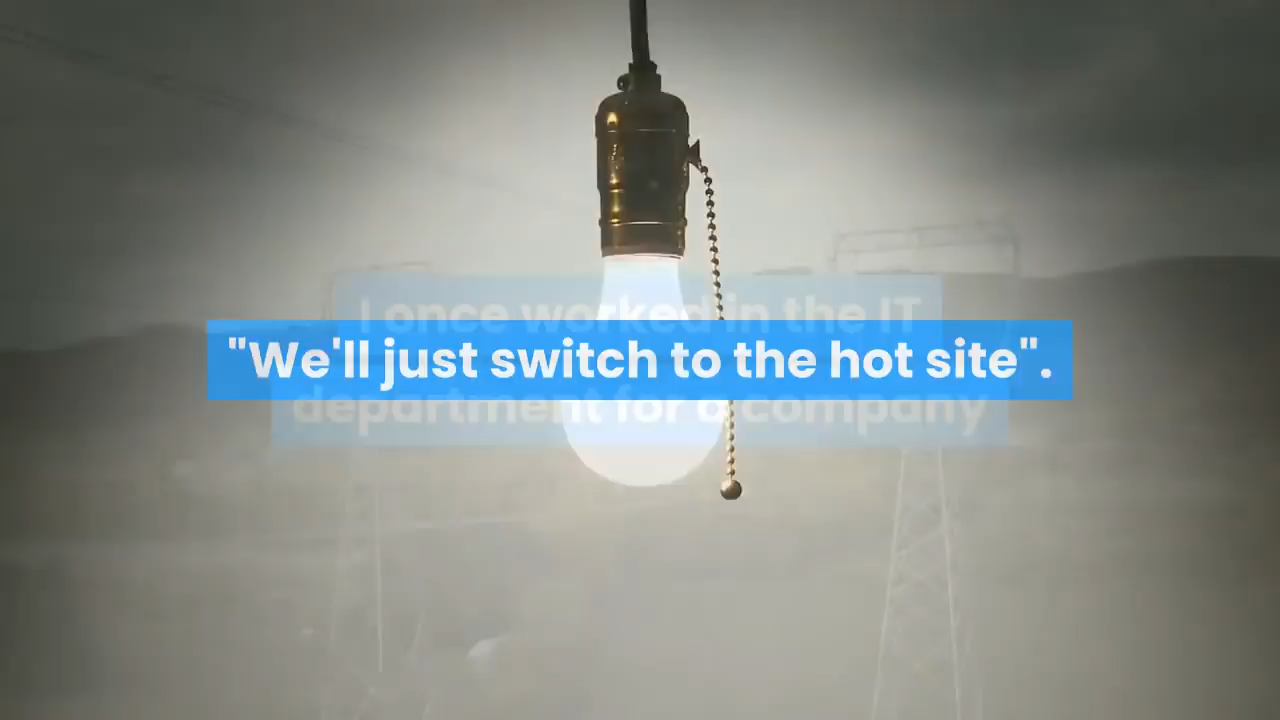 I once worked in the IT
"We'll just switch to the hot site".
department for a company